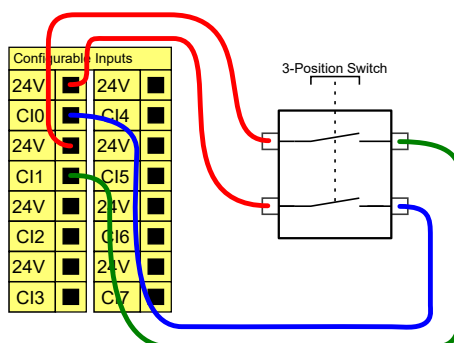 Configurable Inputs
3-Position Switch
24V 24V
CI0 CI4
24V 24V
CI1 CI5
24V 24V
CI2 CI6
24V 24V
CI3 CI7